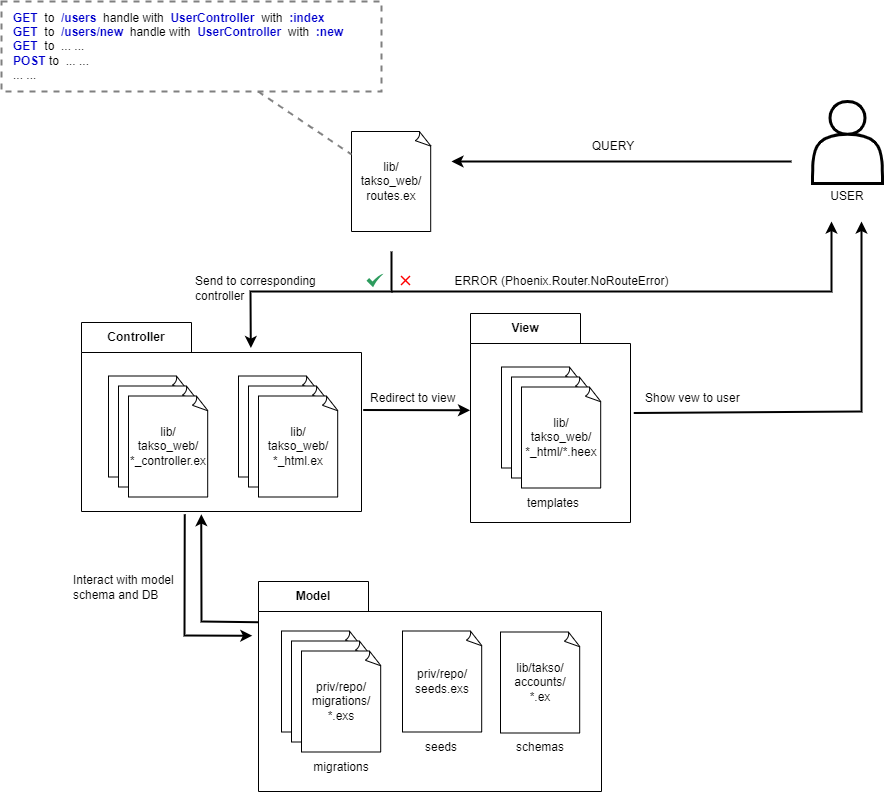 GET to /users handle with UserController with :index
GET to /users/new handle with UserController with :new
GET to ... ...
POST to ... ...
... ...
lib/
takso_web/
routes.ex
QUERY
USER
Send to corresponding
controller
ERROR (Phoenix.Router.NoRouteError)
Controller
lib/
takso_web/
*_controller.ex
lib/
takso_web/
*_html.ex
Redirect to view
View
lib/
takso_web/
*_html/*.heex
templates
Show vew to user
Interact with model
schema and DB
Model
priv/repo/
migrations/
*.exs
migrations
priv/repo/
seeds.exs
seeds
lib/takso/
accounts/
*.ex
schemas